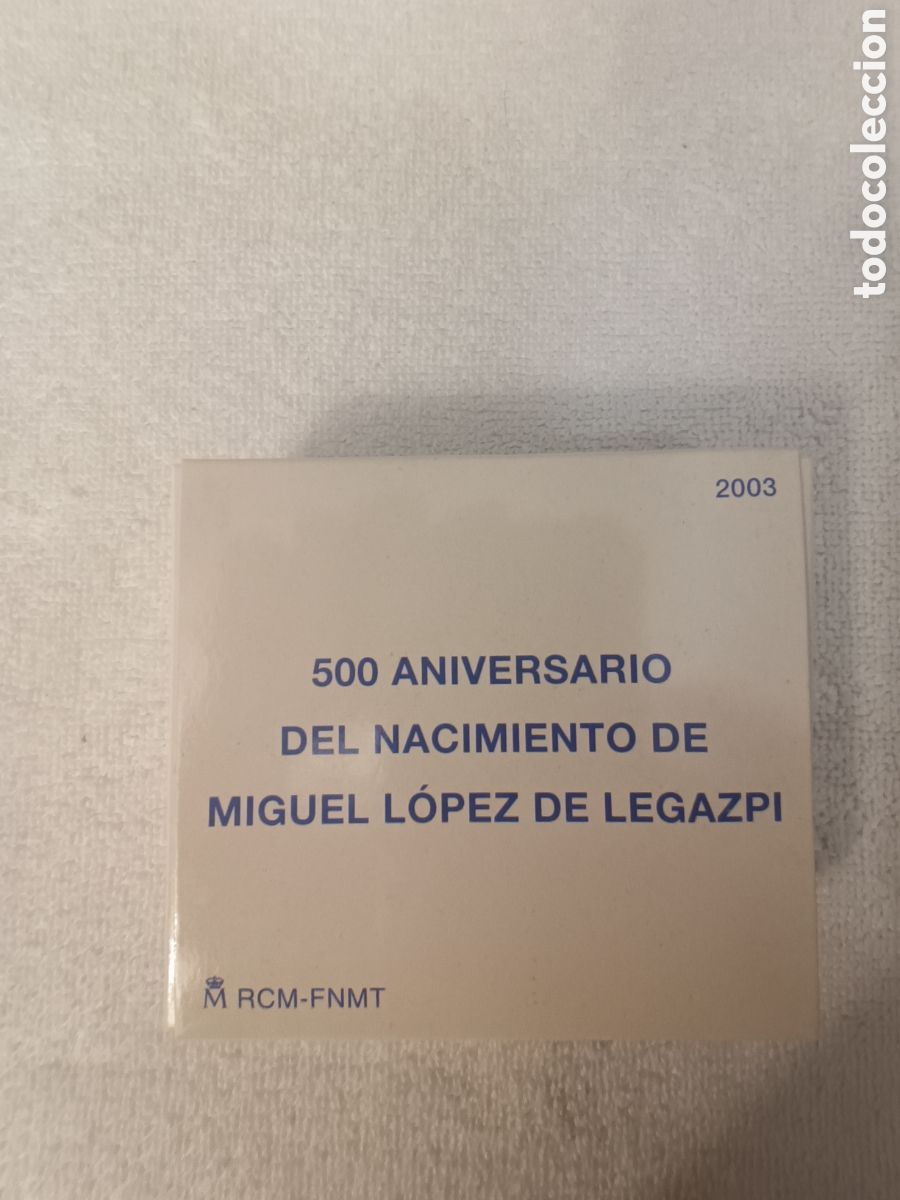 todocoleccion
2003
500 ANIVERSARIO
DEL NACIMIENTO DE
MIGUEL LÓPEZ DE LEGAZPI
M RCM-FNMT